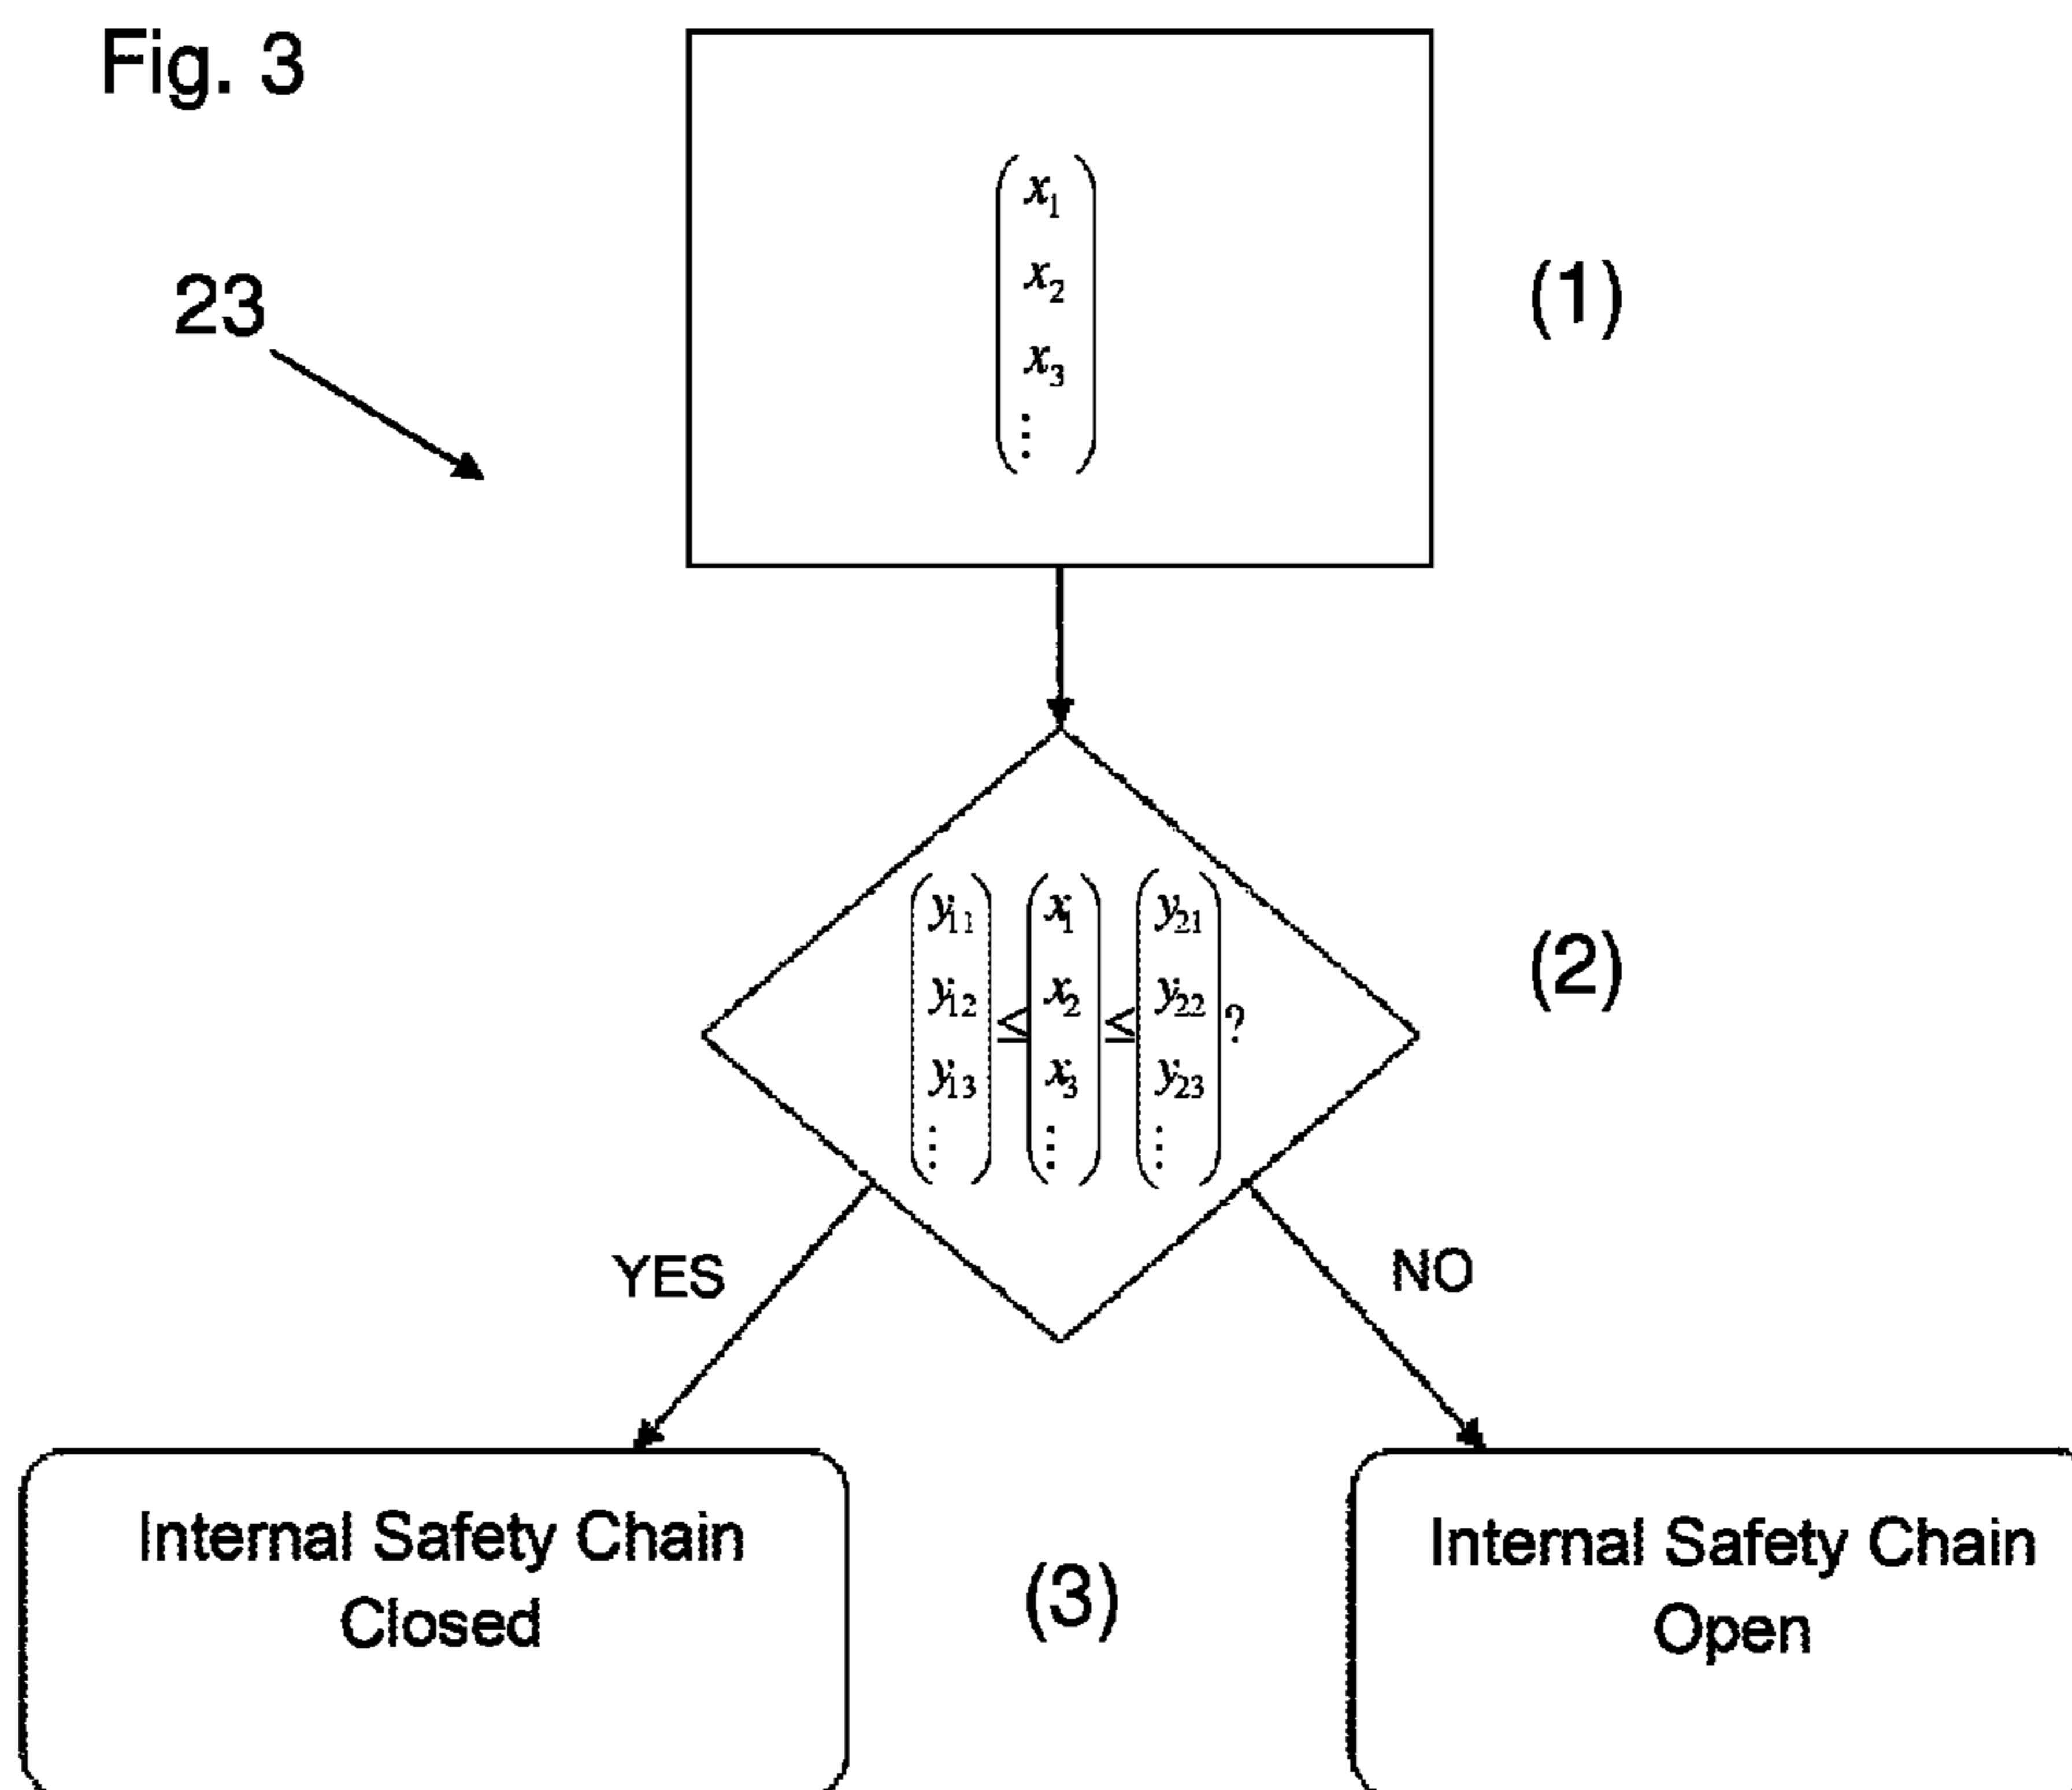 Fig. 3
23
x₁
x₂
x₃
⋮
(1)
y₁₁ x₁ y₂₁
y₁₂ x₂ y₂₂
≤ ≤ ?
y₁₃ x₃ y₂₃
⋮ ⋮ ⋮
(2)
YES
NO
Internal Safety Chain
Closed
(3)
Internal Safety Chain
Open